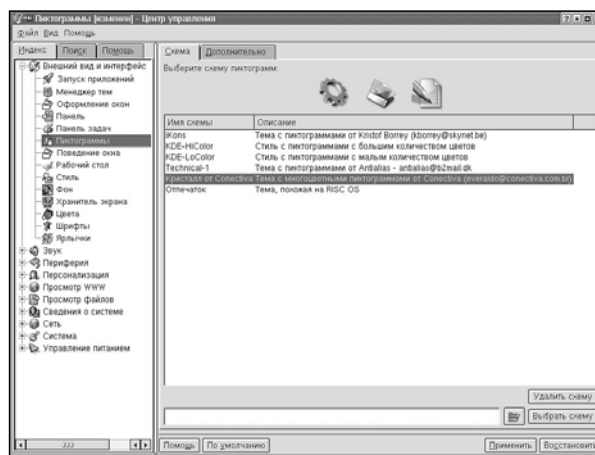 Пиктограммы [изменен] - Центр управления
Файл Вид Помощь
Индекс Поиск Помощь
Внешний вид и интерфейс
Запуск приложений
Менеджер тем
Оформление окон
Панель
Панель задач
Пиктограммы
Поведение окна
Рабочий стол
Стиль
Фон
Хранитель экрана
Цвета
Шрифты
Ярлычки
Звук
Периферия
Персонализация
Просмотр WWW
Просмотр файлов
Сведения о системе
Сеть
Система
Управление питанием
Схема Дополнительно
Выберите схему пиктограмм:
Имя схемы Описание
iKons Тема с пиктограммами от Kristof Borrey (kborrey@skynet.be)
KDE-HiColor Стиль с пиктограммами с большим количеством цветов
KDE-LoColor Стиль с пиктограммами с малым количеством цветов
Technical-1 Тема с пиктограммами от Antialias - antialias@b2mail.dk
Кристалл от Conectiva Тема с многоцветными пиктограммами от Conectiva (everaldo@conectiva.com.br)
Отпечаток Тема, похожая на RISC OS
Удалить схему
Выбрать схему
Помощь По умолчанию Применить Восстановить